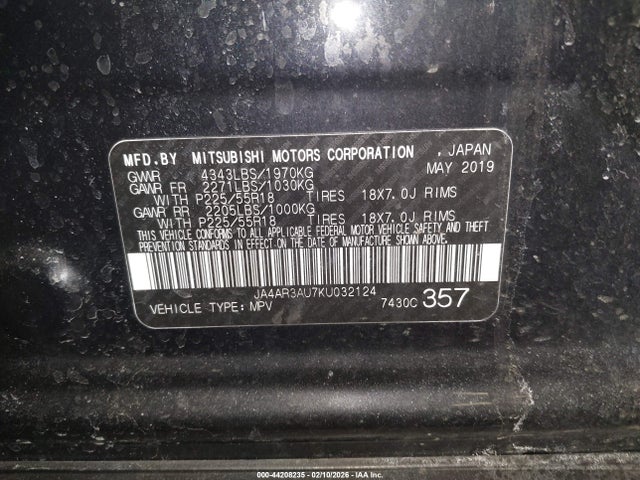 MFD.BY MITSUBISHI MOTORS CORPORATION , JAPAN
GVWR 4343LBS/1970KG MAY 2019
GAWR FR 2271LBS/1030KG
WITH P225/55R18 TIRES 18X7.0J RIMS
GAWR RR 2205LBS/1000KG
WITH P225/55R18 TIRES 18X7.0J RIMS
THIS VEHICLE CONFORMS TO ALL APPLICABLE FEDERAL MOTOR VEHICLE SAFETY AND THEFT
PREVENTION STANDARDS IN EFFECT ON THE DATE OF MANUFACTURE SHOWN ABOVE.
JA4AR3AU7KU032124
VEHICLE TYPE: MPV 7430C 357
000-44208235 - 02/10/2026 - IAA Inc.